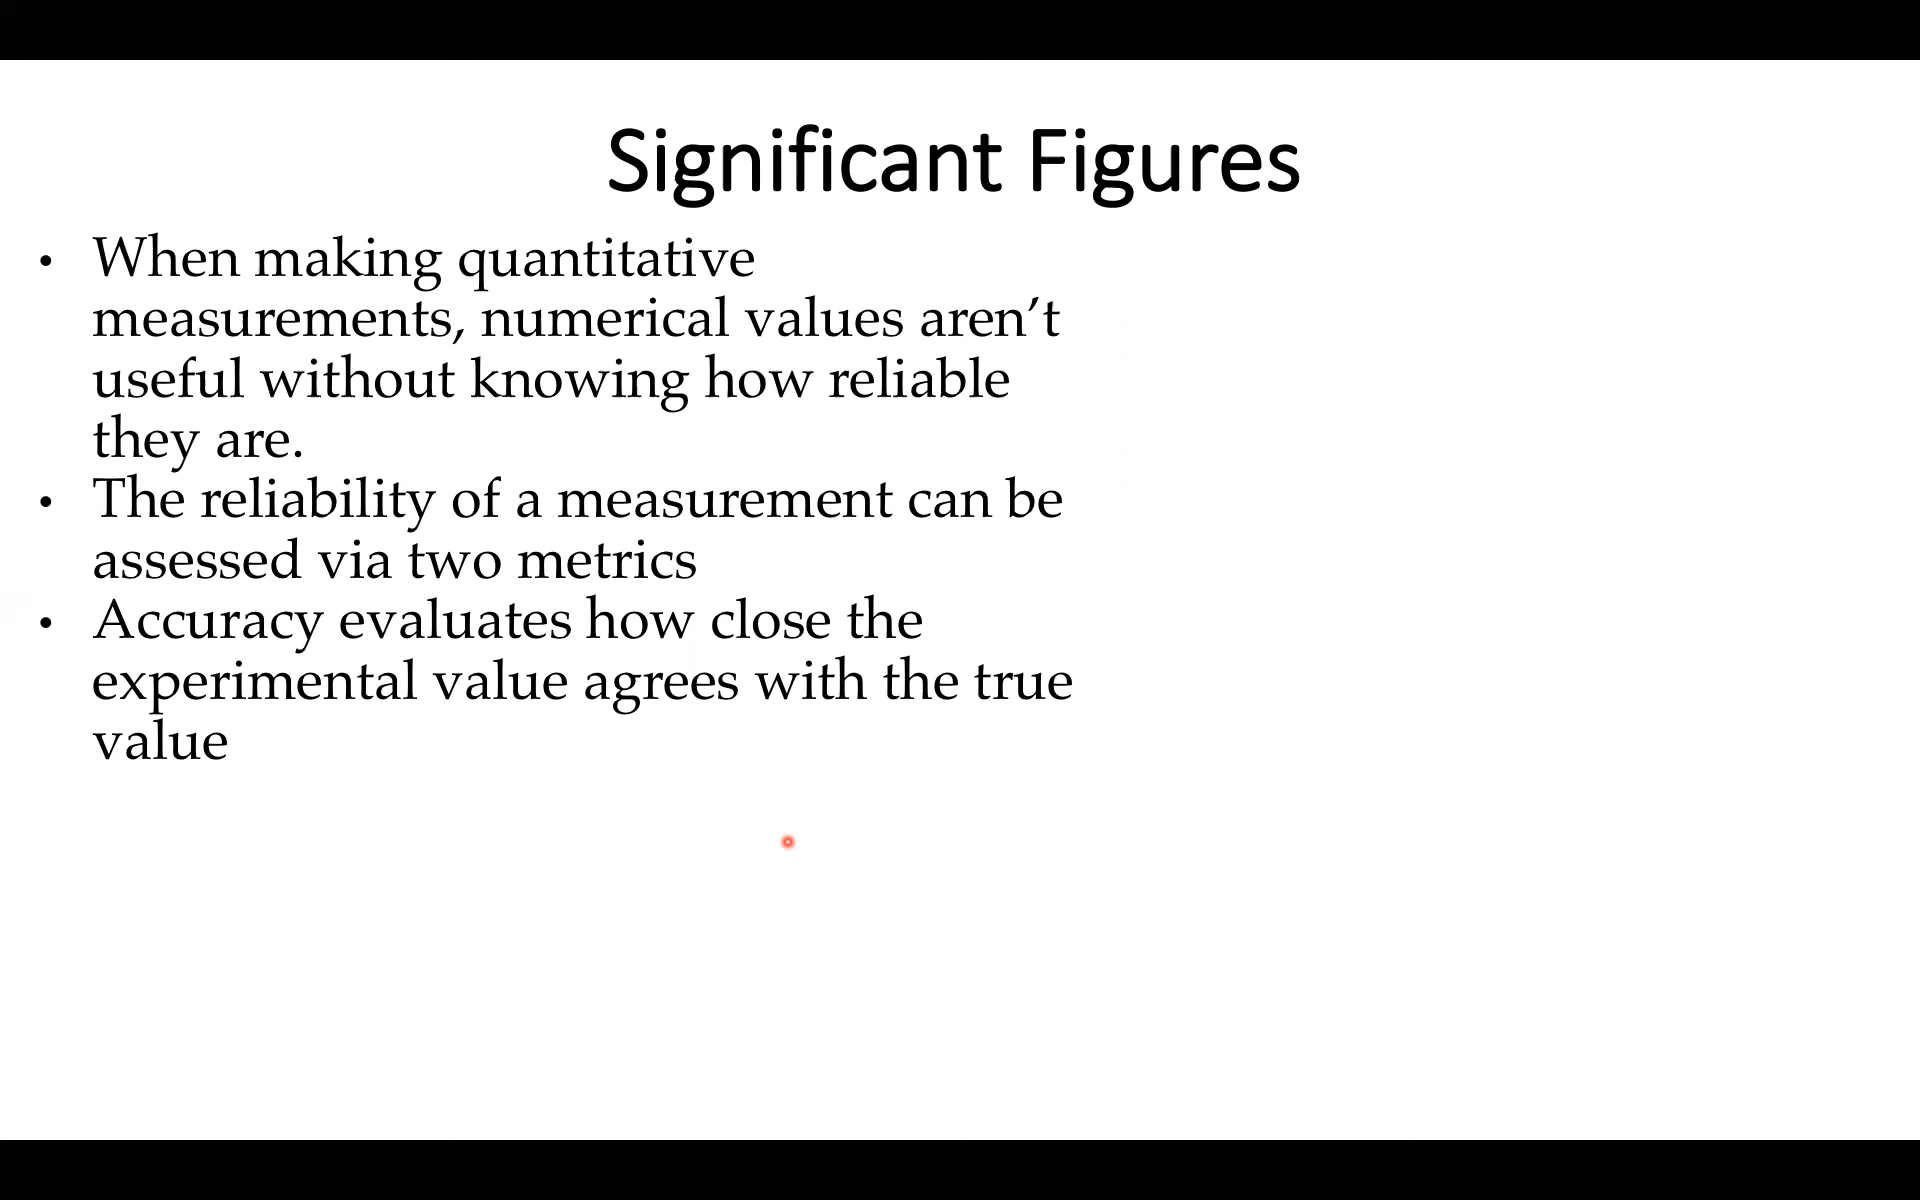 Significant Figures
• When making quantitative
measurements, numerical values aren’t
useful without knowing how reliable
they are.
• The reliability of a measurement can be
assessed via two metrics
• Accuracy evaluates how close the
experimental value agrees with the true
value